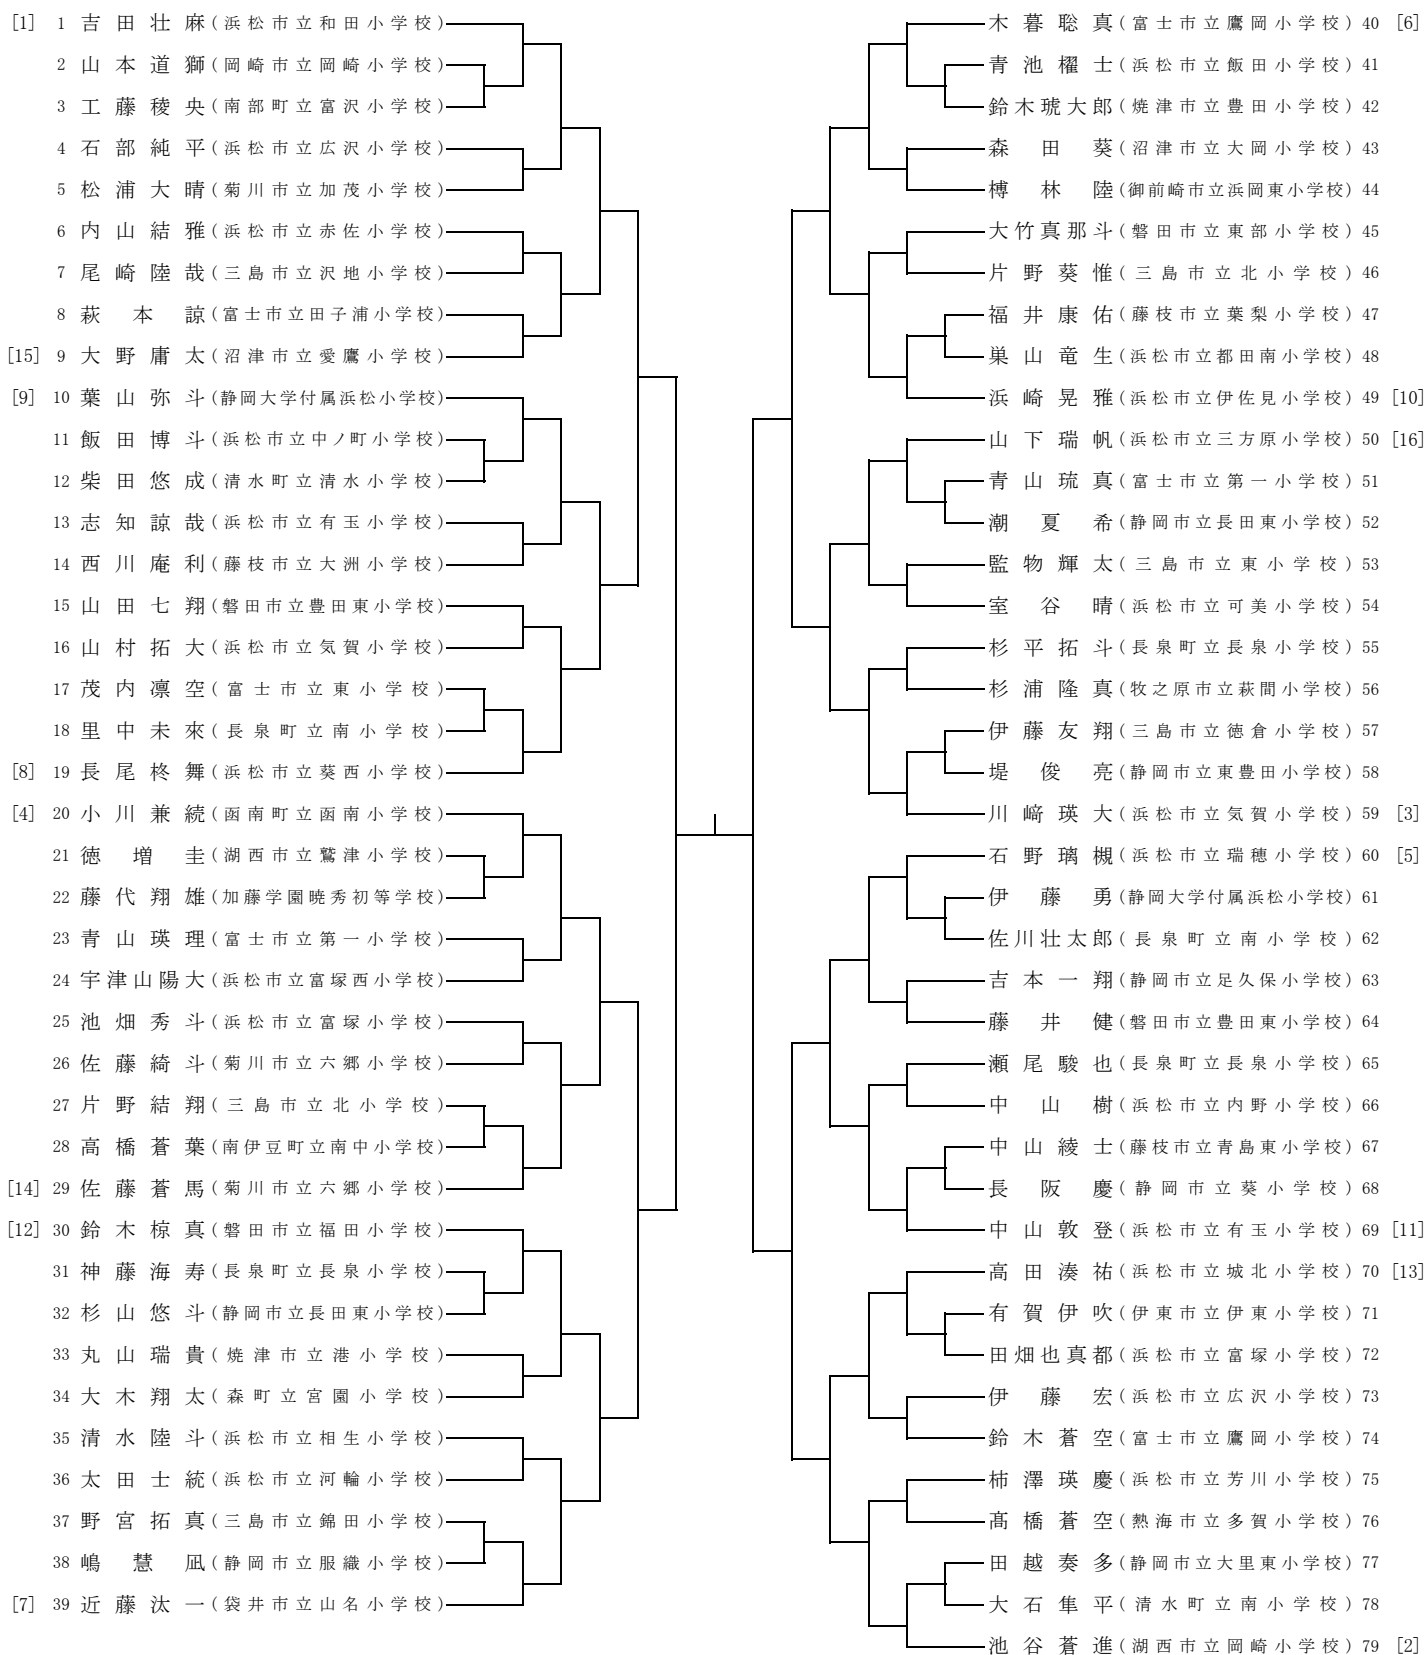 [1] 1 吉田壮麻(浜松市立和田小学校)
2 山本道獅(岡崎市立岡崎小学校)
3 工藤稜央(南部町立富沢小学校)
4 石部純平(浜松市立広沢小学校)
5 松浦大晴(菊川市立加茂小学校)
6 内山結雅(浜松市立赤佐小学校)
7 尾崎陸哉(三島市立沢地小学校)
8 萩本諒(富士市立田子浦小学校)
[15] 9 大野庸太(沼津市立愛鷹小学校)
[9] 10 葉山弥斗(静岡大学付属浜松小学校)
11 飯田博斗(浜松市立中ノ町小学校)
12 柴田悠成(清水町立清水小学校)
13 志知諒哉(浜松市立有玉小学校)
14 西川庵利(藤枝市立大洲小学校)
15 山田七翔(磐田市立豊田東小学校)
16 山村拓大(浜松市立気賀小学校)
17 茂内凛空(富士市立東小学校)
18 里中未來(長泉町立南小学校)
[8] 19 長尾柊舞(浜松市立葵西小学校)
[4] 20 小川兼続(函南町立函南小学校)
21 徳増圭(湖西市立鷲津小学校)
22 藤代翔雄(加藤学園暁秀初等学校)
23 青山瑛理(富士市立第一小学校)
24 宇津山陽大(浜松市立富塚西小学校)
25 池畑秀斗(浜松市立富塚小学校)
26 佐藤綺斗(菊川市立六郷小学校)
27 片野結翔(三島市立北小学校)
28 高橋蒼葉(南伊豆町立南中小学校)
[14] 29 佐藤蒼馬(菊川市立六郷小学校)
[12] 30 鈴木椋真(磐田市立福田小学校)
31 神藤海寿(長泉町立長泉小学校)
32 杉山悠斗(静岡市立長田東小学校)
33 丸山瑞貴(焼津市立港小学校)
34 大木翔太(森町立宮園小学校)
35 清水陸斗(浜松市立相生小学校)
36 太田士統(浜松市立河輪小学校)
37 野宮拓真(三島市立錦田小学校)
38 嶋慧凪(静岡市立服織小学校)
[7] 39 近藤汰一(袋井市立山名小学校)
木暮聡真(富士市立鷹岡小学校) 40 [6]
青池櫂士(浜松市立飯田小学校) 41
鈴木琥大郎(焼津市立豊田小学校) 42
森田葵(沼津市立大岡小学校) 43
榑林陸(御前崎市立浜岡東小学校) 44
大竹真那斗(磐田市立東部小学校) 45
片野葵惟(三島市立北小学校) 46
福井康佑(藤枝市立葉梨小学校) 47
巣山竜生(浜松市立都田南小学校) 48
浜崎晃雅(浜松市立伊佐見小学校) 49 [10]
山下瑞帆(浜松市立三方原小学校) 50 [16]
青山琉真(富士市立第一小学校) 51
潮夏希(静岡市立長田東小学校) 52
監物輝太(三島市立東小学校) 53
室谷晴(浜松市立可美小学校) 54
杉平拓斗(長泉町立長泉小学校) 55
杉浦隆真(牧之原市立萩間小学校) 56
伊藤友翔(三島市立徳倉小学校) 57
堤俊亮(静岡市立東豊田小学校) 58
川﨑瑛大(浜松市立気賀小学校) 59 [3]
石野璃槻(浜松市立瑞穂小学校) 60 [5]
伊藤勇(静岡大学付属浜松小学校) 61
佐川壮太郎(長泉町立南小学校) 62
吉本一翔(静岡市立足久保小学校) 63
藤井健(磐田市立豊田東小学校) 64
瀬尾駿也(長泉町立長泉小学校) 65
中山樹(浜松市立内野小学校) 66
中山綾士(藤枝市立青島東小学校) 67
長阪慶(静岡市立葵小学校) 68
中山敦登(浜松市立有玉小学校) 69 [11]
高田湊祐(浜松市立城北小学校) 70 [13]
有賀伊吹(伊東市立伊東小学校) 71
田畑也真都(浜松市立富塚小学校) 72
伊藤宏(浜松市立広沢小学校) 73
鈴木蒼空(富士市立鷹岡小学校) 74
柿澤瑛慶(浜松市立芳川小学校) 75
髙橋蒼空(熱海市立多賀小学校) 76
田越奏多(静岡市立大里東小学校) 77
大石隼平(清水町立南小学校) 78
池谷蒼進(湖西市立岡崎小学校) 79 [2]